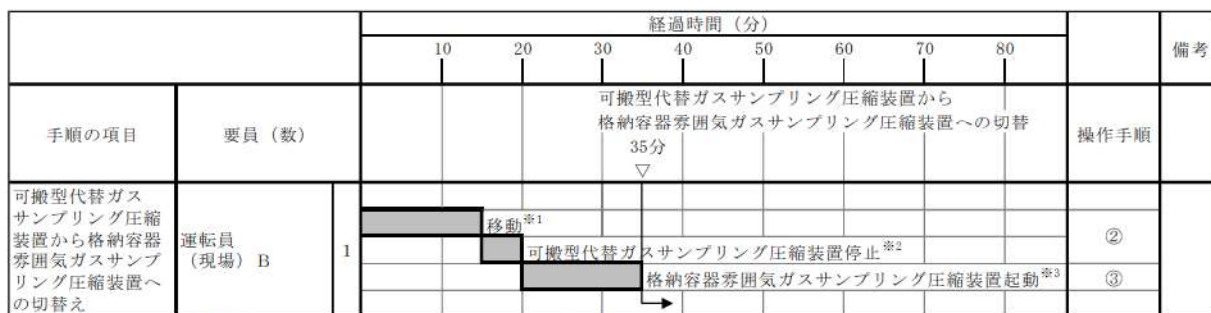 経過時間（分）
10 20 30 40 50 60 70 80
備考
手順の項目
要員（数）
可搬型代替ガスサンプリング圧縮装置から
格納容器雰囲気ガスサンプリング圧縮装置への切替
35分
▽
操作手順
可搬型代替ガス
サンプリング圧縮
装置から格納容器
雰囲気ガスサンプ
リング圧縮装置へ
の切替え
運転員
（現場）B
1
移動※1
可搬型代替ガスサンプリング圧縮装置停止※2
②
格納容器雰囲気ガスサンプリング圧縮装置起動※3
③